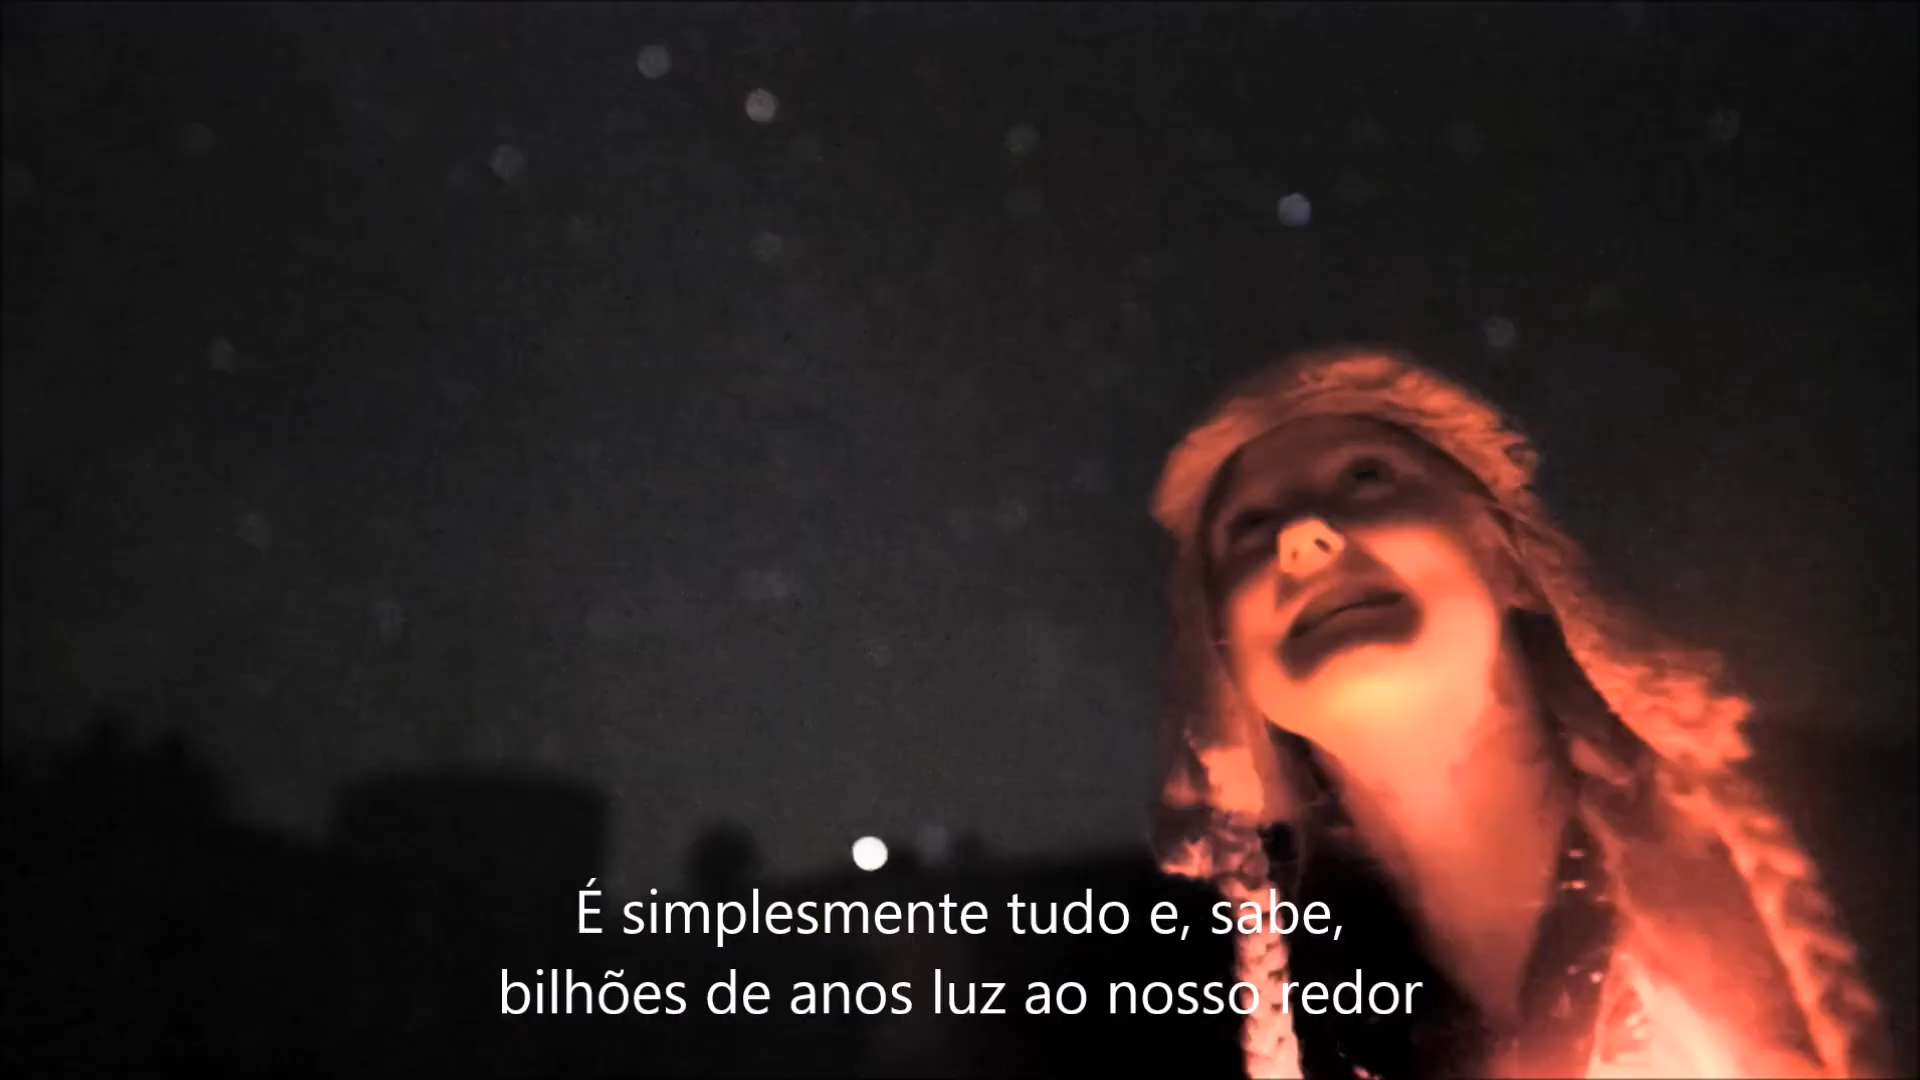 É simplesmente tudo e, sabe,
bilhões de anos luz ao nosso redor